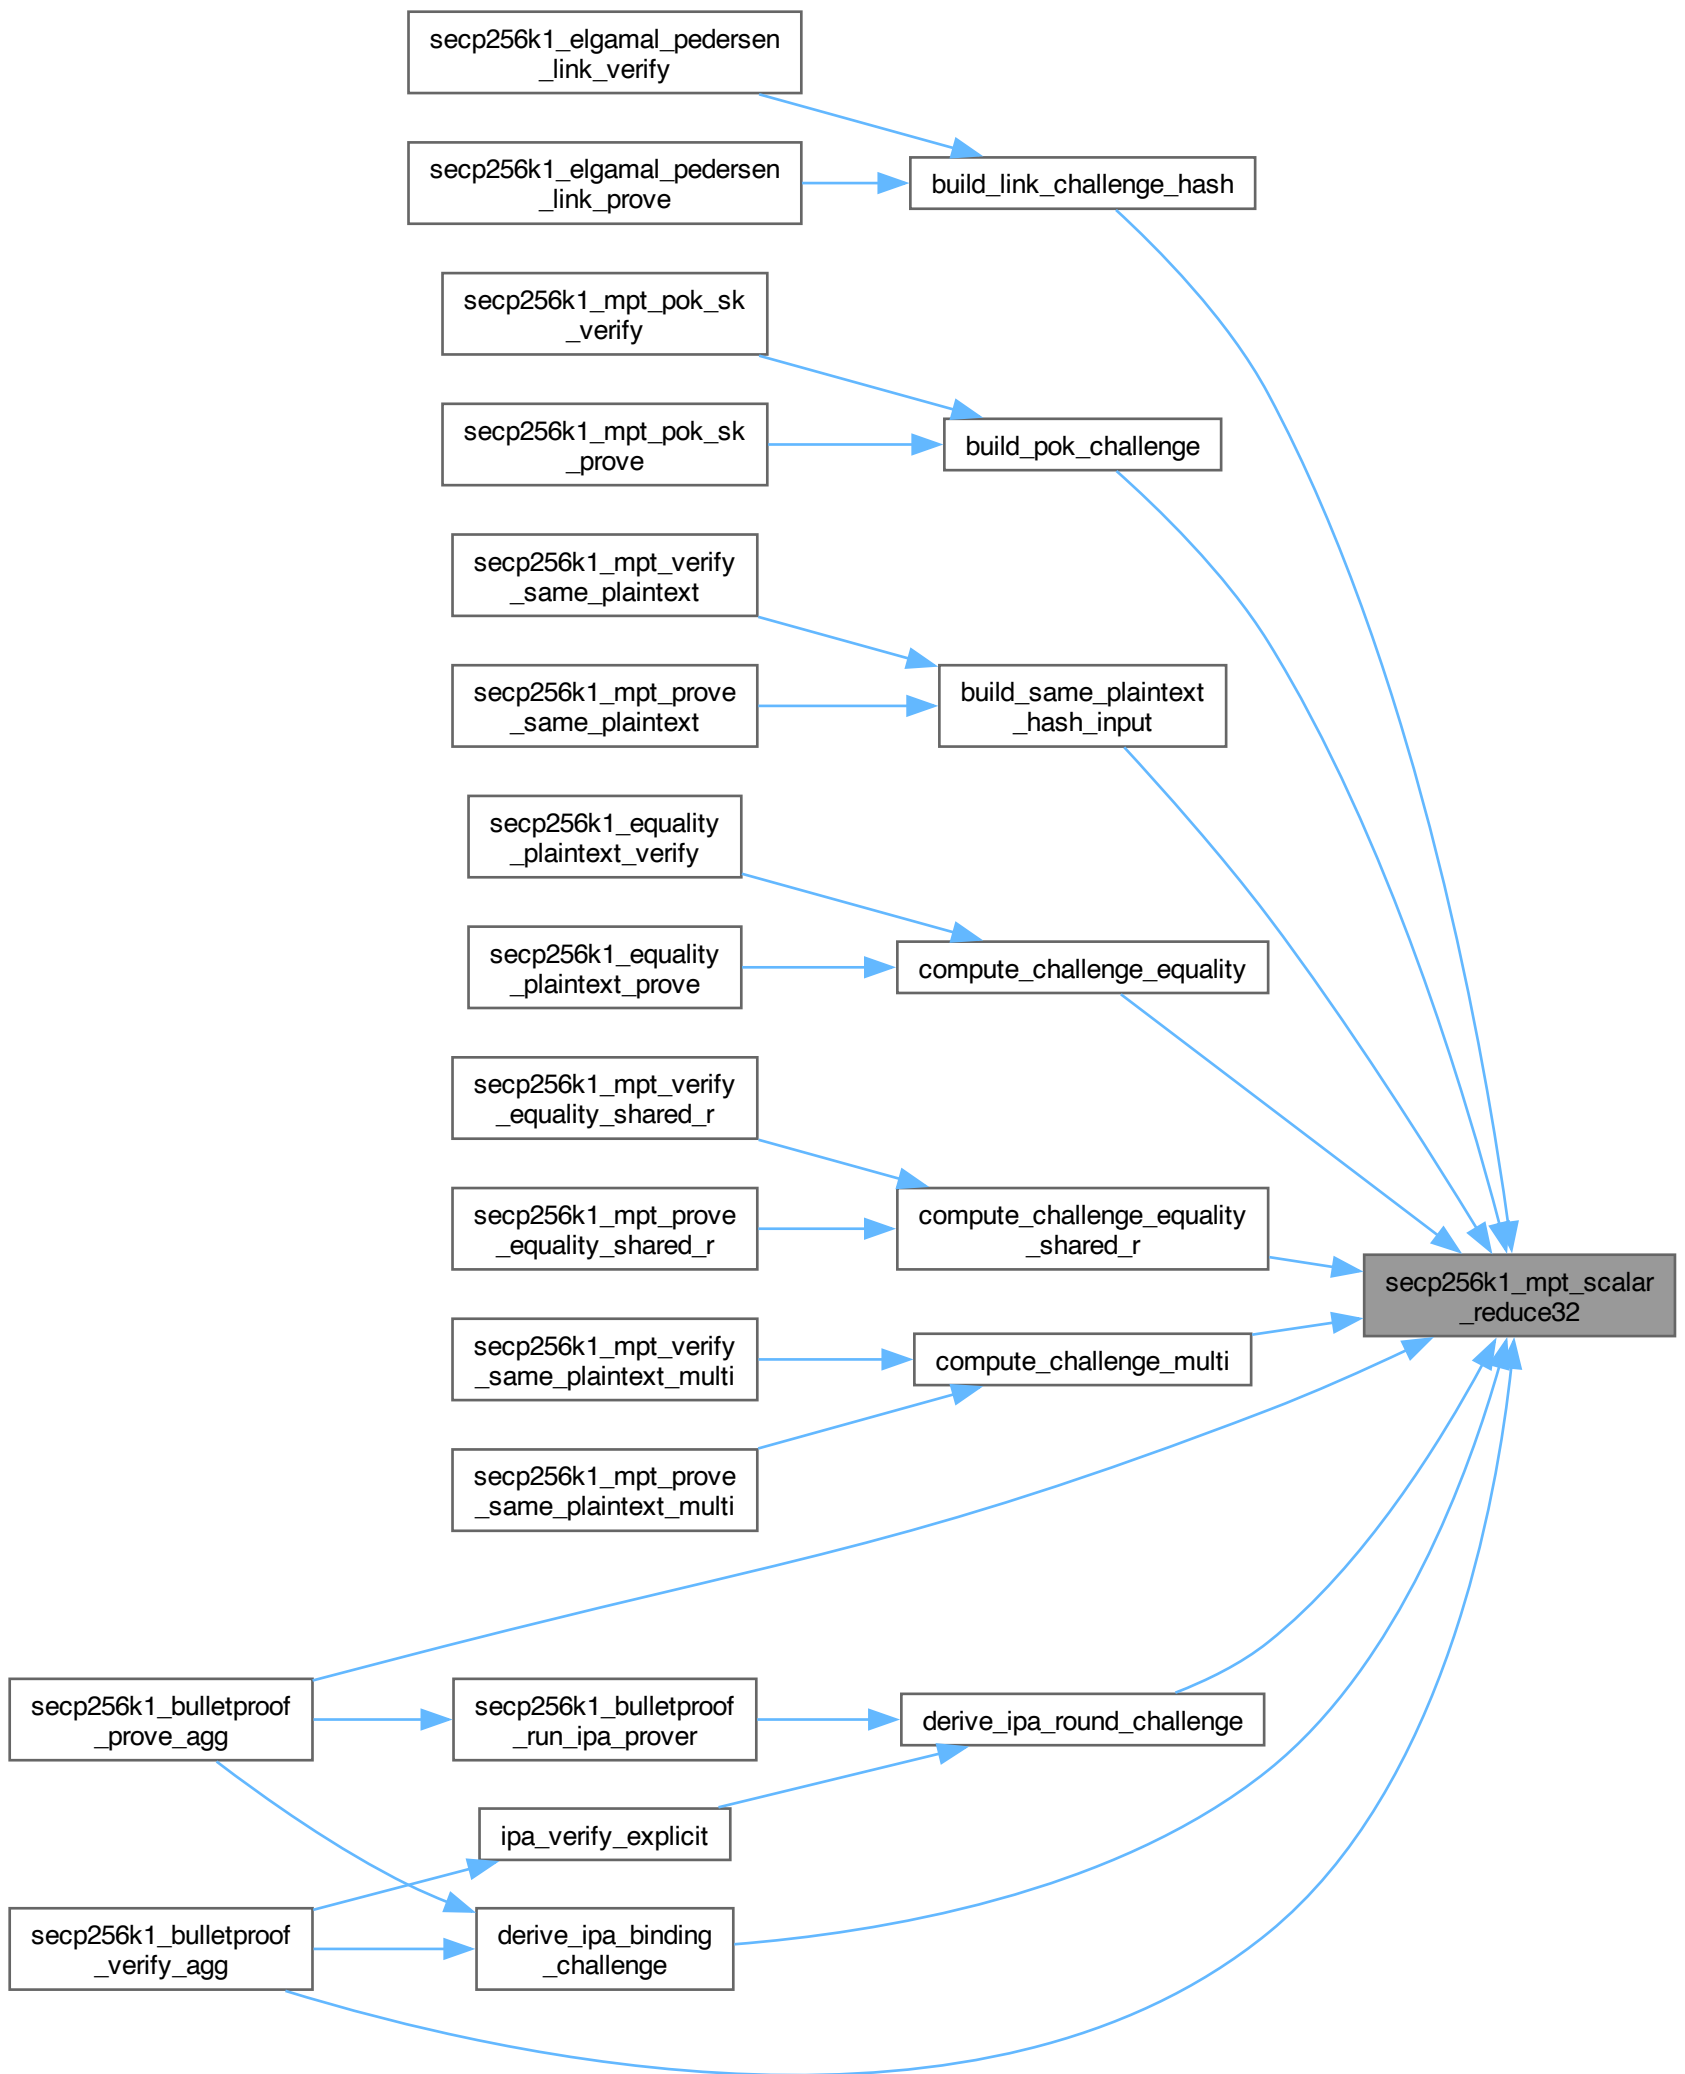 secp256k1_elgamal_pedersen
_link_verify
secp256k1_elgamal_pedersen
_link_prove
build_link_challenge_hash
secp256k1_mpt_pok_sk
_verify
secp256k1_mpt_pok_sk
_prove
build_pok_challenge
secp256k1_mpt_verify
_same_plaintext
secp256k1_mpt_prove
_same_plaintext
build_same_plaintext
_hash_input
secp256k1_equality
_plaintext_verify
secp256k1_equality
_plaintext_prove
compute_challenge_equality
secp256k1_mpt_verify
_equality_shared_r
secp256k1_mpt_prove
_equality_shared_r
compute_challenge_equality
_shared_r
secp256k1_mpt_scalar
_reduce32
secp256k1_mpt_verify
_same_plaintext_multi
compute_challenge_multi
secp256k1_mpt_prove
_same_plaintext_multi
secp256k1_bulletproof
_prove_agg
secp256k1_bulletproof
_run_ipa_prover
derive_ipa_round_challenge
ipa_verify_explicit
secp256k1_bulletproof
_verify_agg
derive_ipa_binding
_challenge